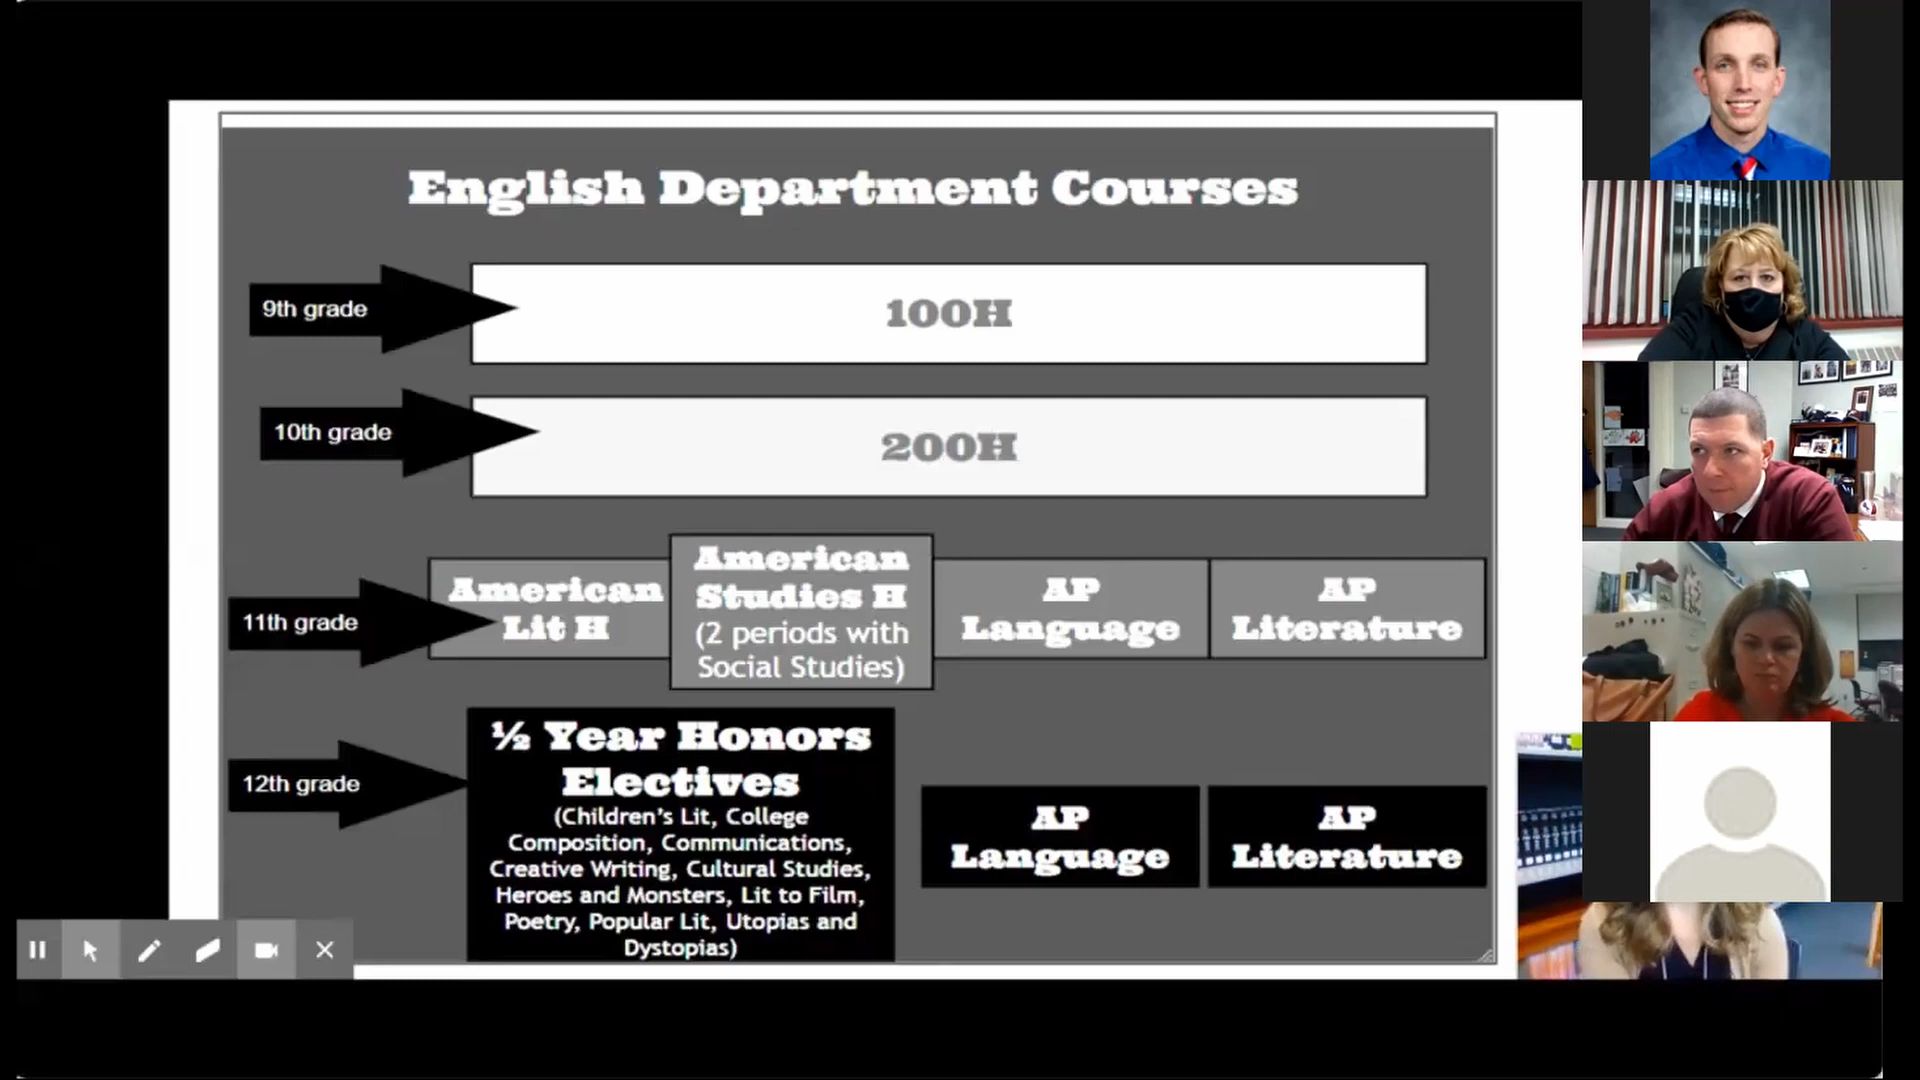 English Department Courses
9th grade
100H
10th grade
200H
11th grade
American
Lit H
American
Studies H
(2 periods with
Social Studies)
AP
Language
AP
Literature
12th grade
½ Year Honors
Electives
(Children's Lit, College
Composition, Communications,
Creative Writing, Cultural Studies,
Heroes and Monsters, Lit to Film,
Poetry, Popular Lit, Utopias and
Dystopias)
AP
Language
AP
Literature